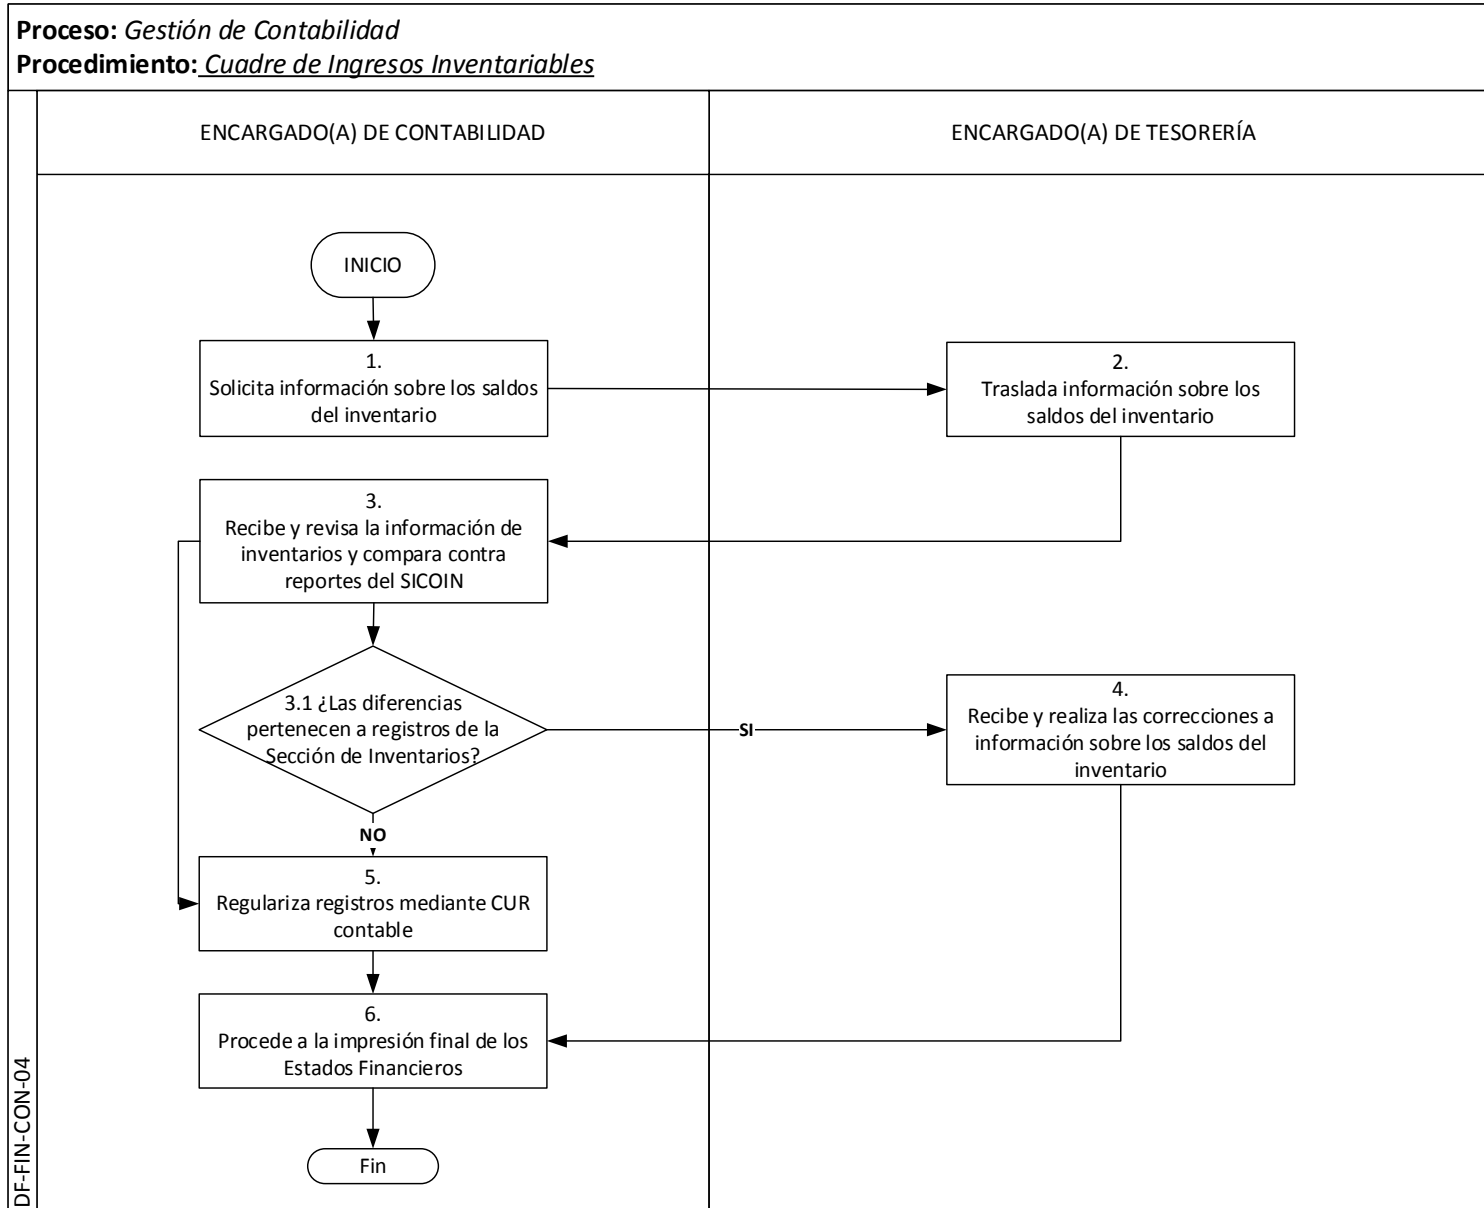 Proceso: Gestión de Contabilidad
Procedimiento: Cuadre de Ingresos Inventariables
ENCARGADO(A) DE CONTABILIDAD
ENCARGADO(A) DE TESORERÍA
INICIO
1.
Solicita información sobre los saldos
del inventario
2.
Traslada información sobre los
saldos del inventario
3.
Recibe y revisa la información de
inventarios y compara contra
reportes del SICOIN
3.1 ¿Las diferencias
pertenecen a registros de la
Sección de Inventarios?
SI
4.
Recibe y realiza las correcciones a
información sobre los saldos del
inventario
NO
5.
Regulariza registros mediante CUR
contable
6.
Procede a la impresión final de los
Estados Financieros
Fin
DF-FIN-CON-04